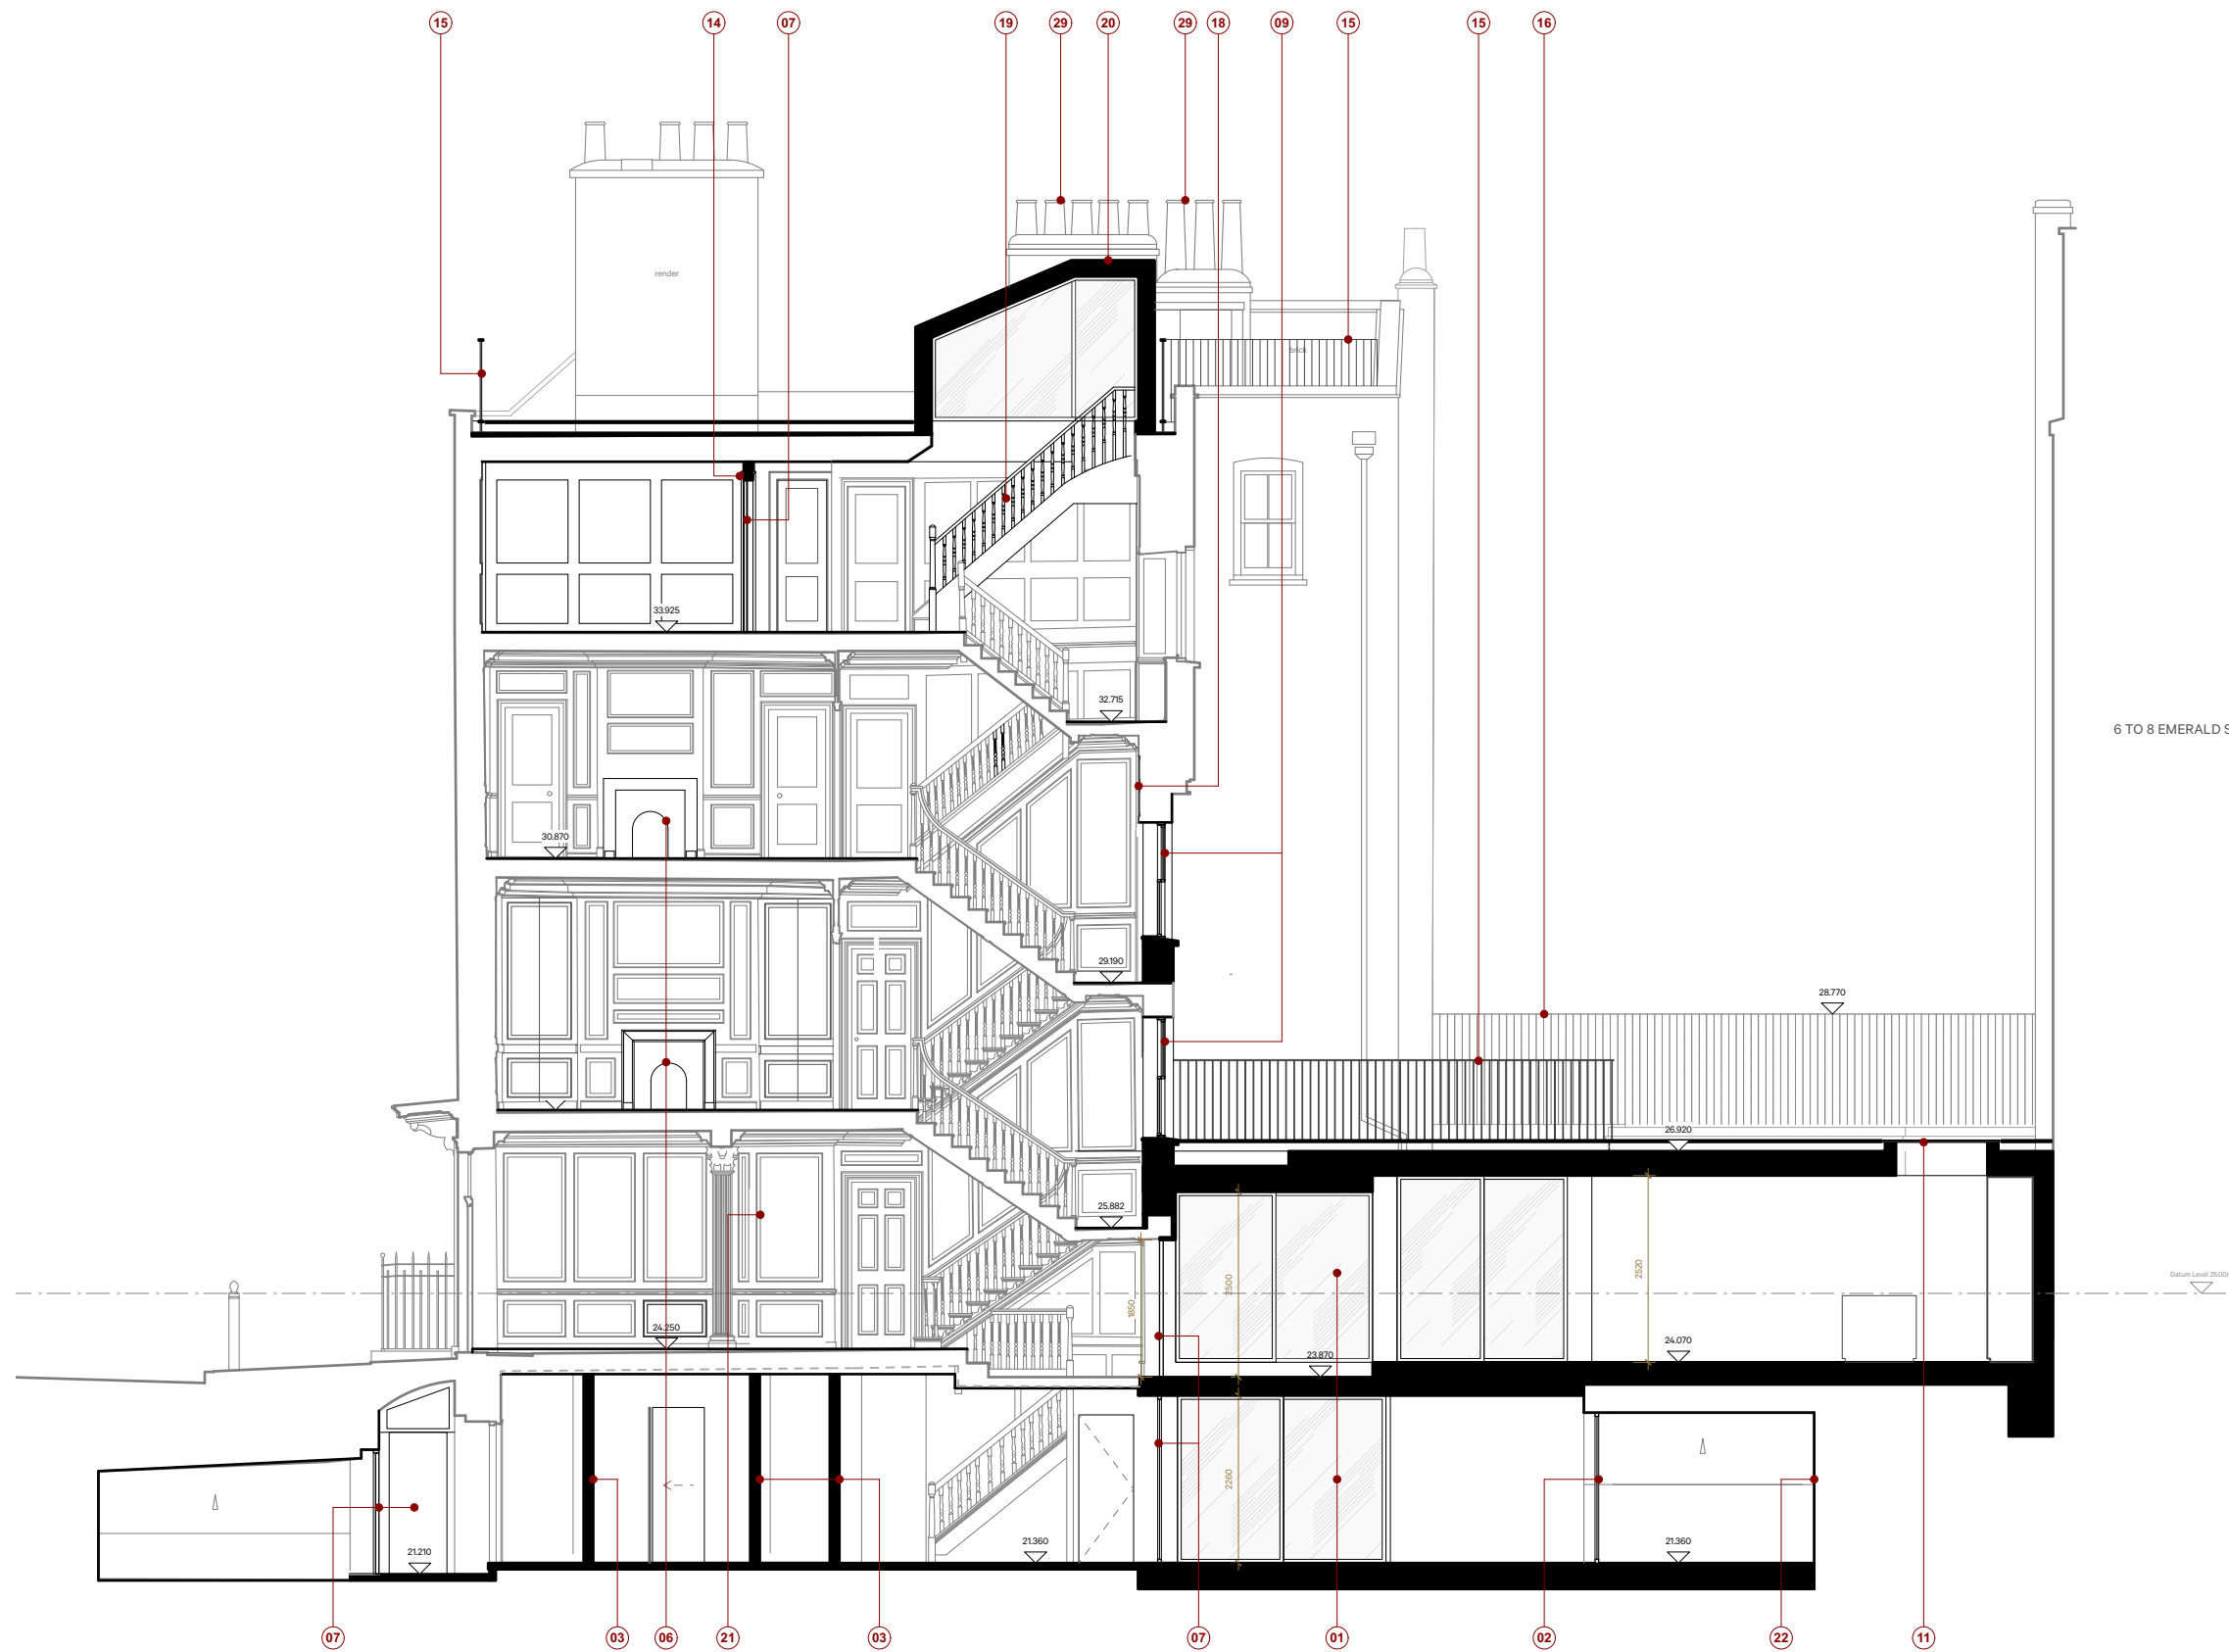 15 14 07 19 29 20 29 18 09 15 15 16
render
brick
33.925
32.715
6 TO 8 EMERALD S
30.870
29.190
28.770
26.920
25.882
2500
2520
1850
Datum Level 25.00m
24.250
24.070
23.870
2260
21.210
21.360
21.360
07 03 06 21 03 07 01 02 22 11